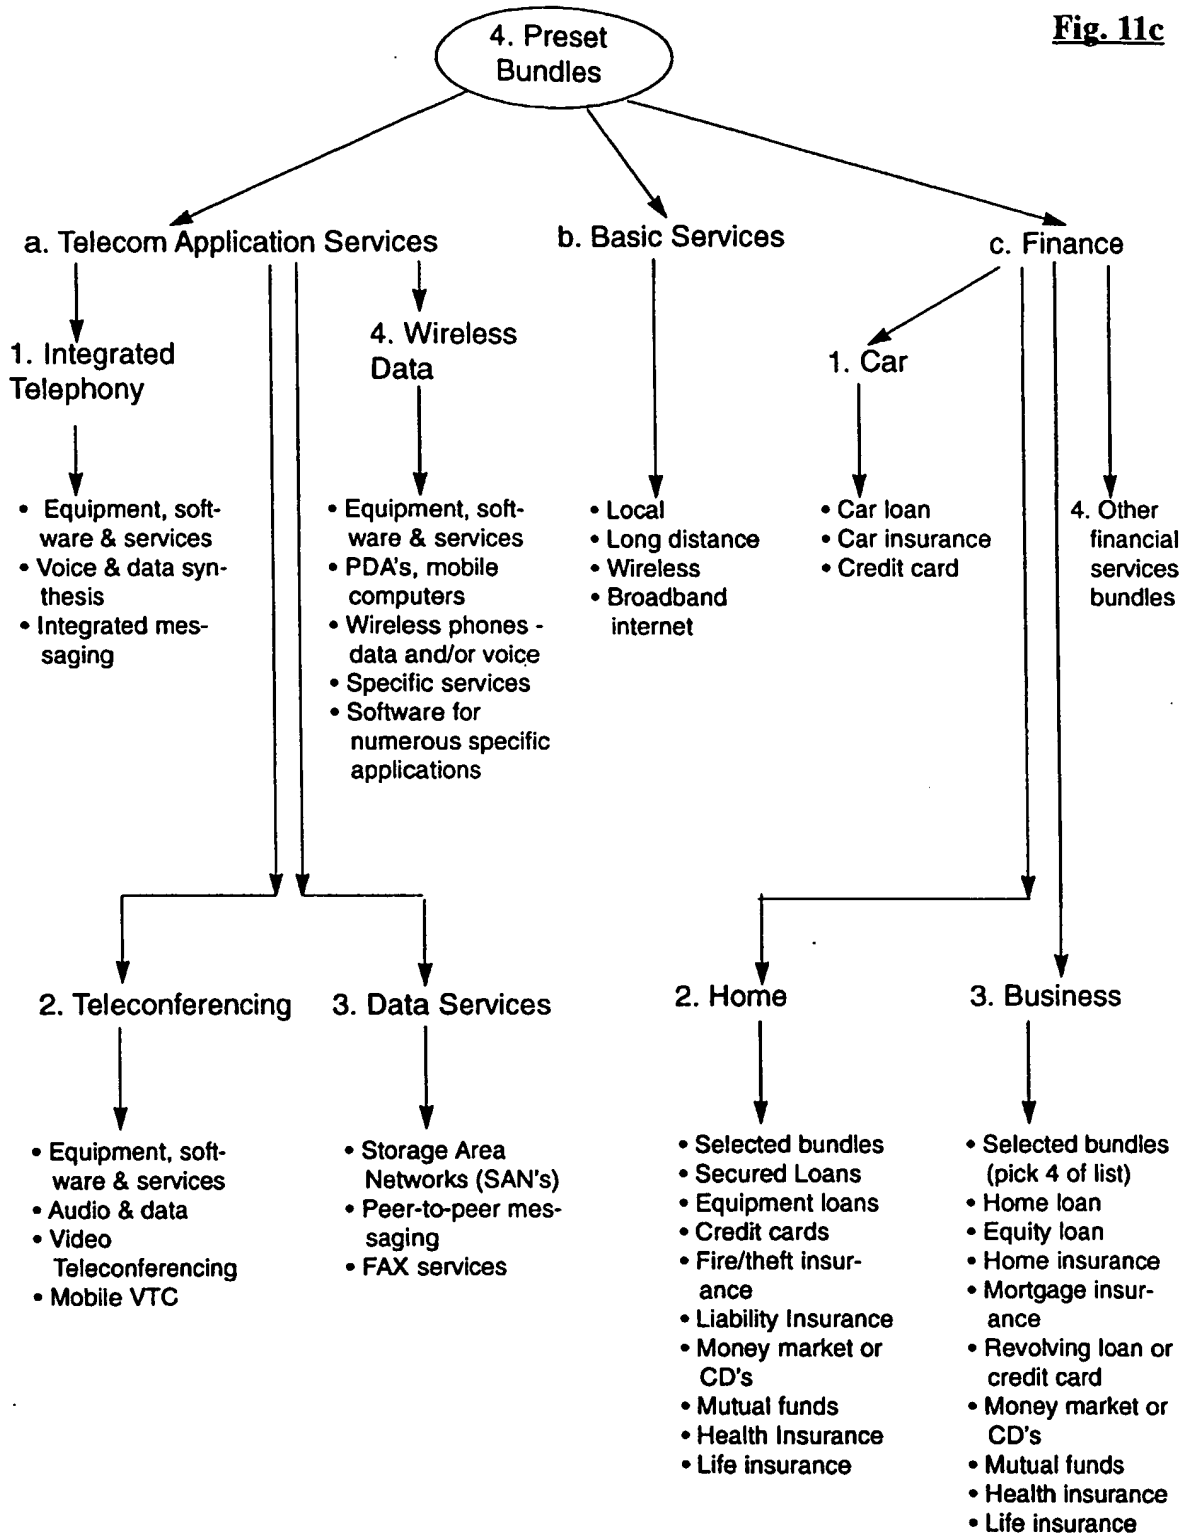 Fig. 11c
4. Preset
Bundles
a. Telecom Application Services
b. Basic Services
c. Finance
1. Integrated
Telephony
4. Wireless
Data
1. Car
• Equipment, soft-
ware & services
• Voice & data syn-
thesis
• Integrated mes-
saging
• Equipment, soft-
ware & services
• PDA's, mobile
computers
• Wireless phones -
data and/or voice
• Specific services
• Software for
numerous specific
applications
• Local
• Long distance
• Wireless
• Broadband
internet
• Car loan
• Car insurance
• Credit card
4. Other
financial
services
bundles
2. Teleconferencing
3. Data Services
2. Home
3. Business
• Equipment, soft-
ware & services
• Audio & data
• Video
Teleconferencing
• Mobile VTC
• Storage Area
Networks (SAN's)
• Peer-to-peer mes-
saging
• FAX services
• Selected bundles
• Secured Loans
• Equipment loans
• Credit cards
• Fire/theft insur-
ance
• Liability Insurance
• Money market or
CD's
• Mutual funds
• Health Insurance
• Life insurance
• Selected bundles
(pick 4 of list)
• Home loan
• Equity loan
• Home insurance
• Mortgage insur-
ance
• Revolving loan or
credit card
• Money market or
CD's
• Mutual funds
• Health insurance
• Life insurance